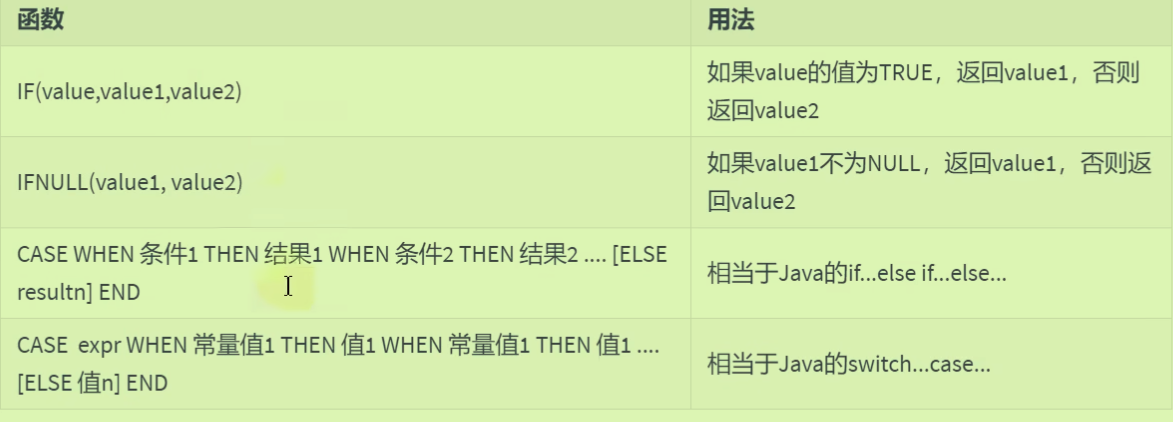 函数
用法
IF(value,value1,value2)
如果value的值为TRUE，返回value1，否则
返回value2
IFNULL(value1, value2)
如果value1不为NULL，返回value1，否则返
回value2
CASE WHEN 条件1 THEN 结果1 WHEN 条件2 THEN 结果2 .... [ELSE
resultn] END
相当于Java的if...else if...else...
CASE  expr WHEN 常量值1 THEN 值1 WHEN 常量值1 THEN 值1 ....
[ELSE 值n] END
相当于Java的switch...case...